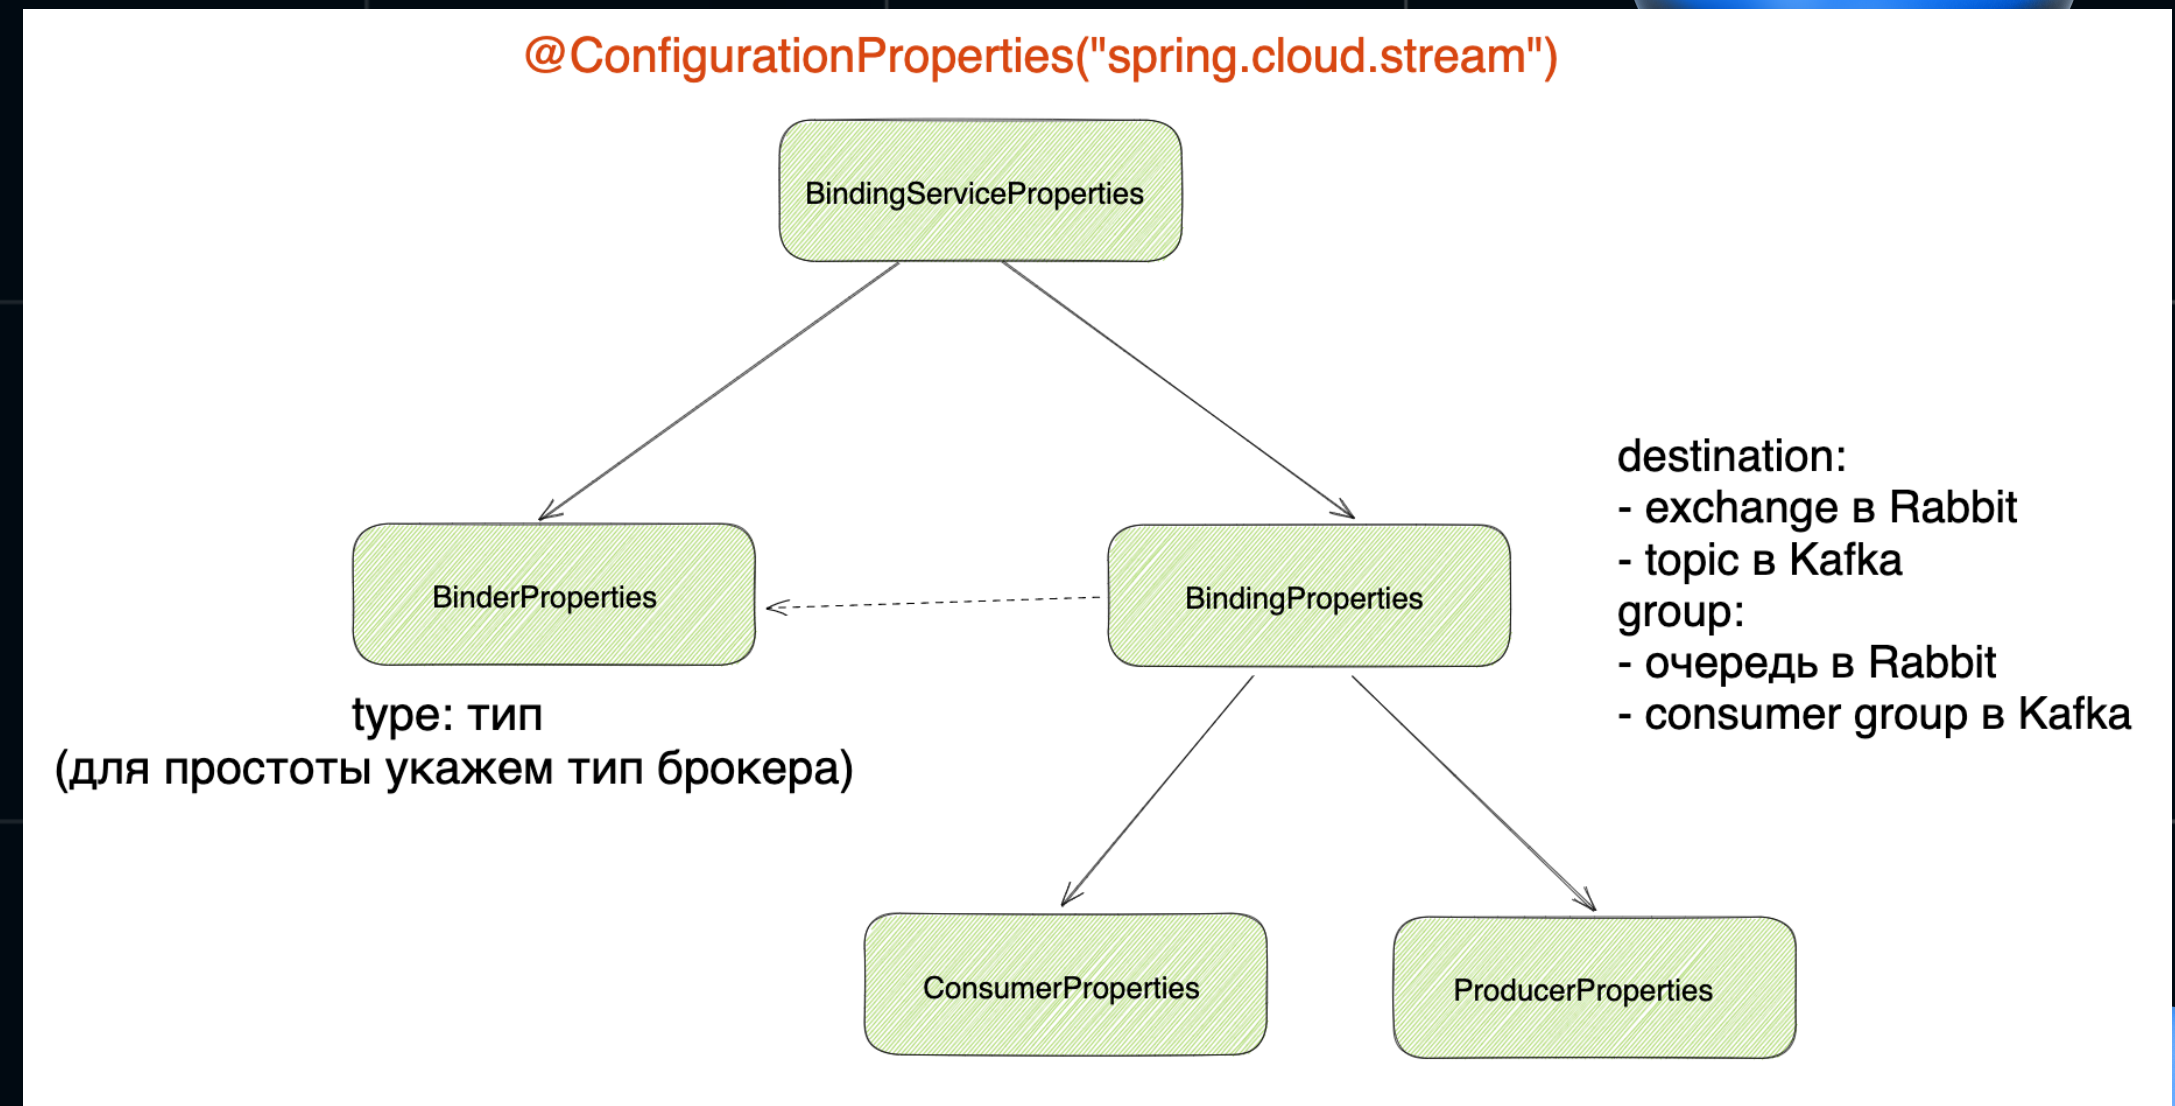 @ConfigurationProperties("spring.cloud.stream")
BindingServiceProperties
BinderProperties
type: тип
(для простоты укажем тип брокера)
BindingProperties
destination:
- exchange в Rabbit
- topic в Kafka
group:
- очередь в Rabbit
- consumer group в Kafka
ConsumerProperties
ProducerProperties